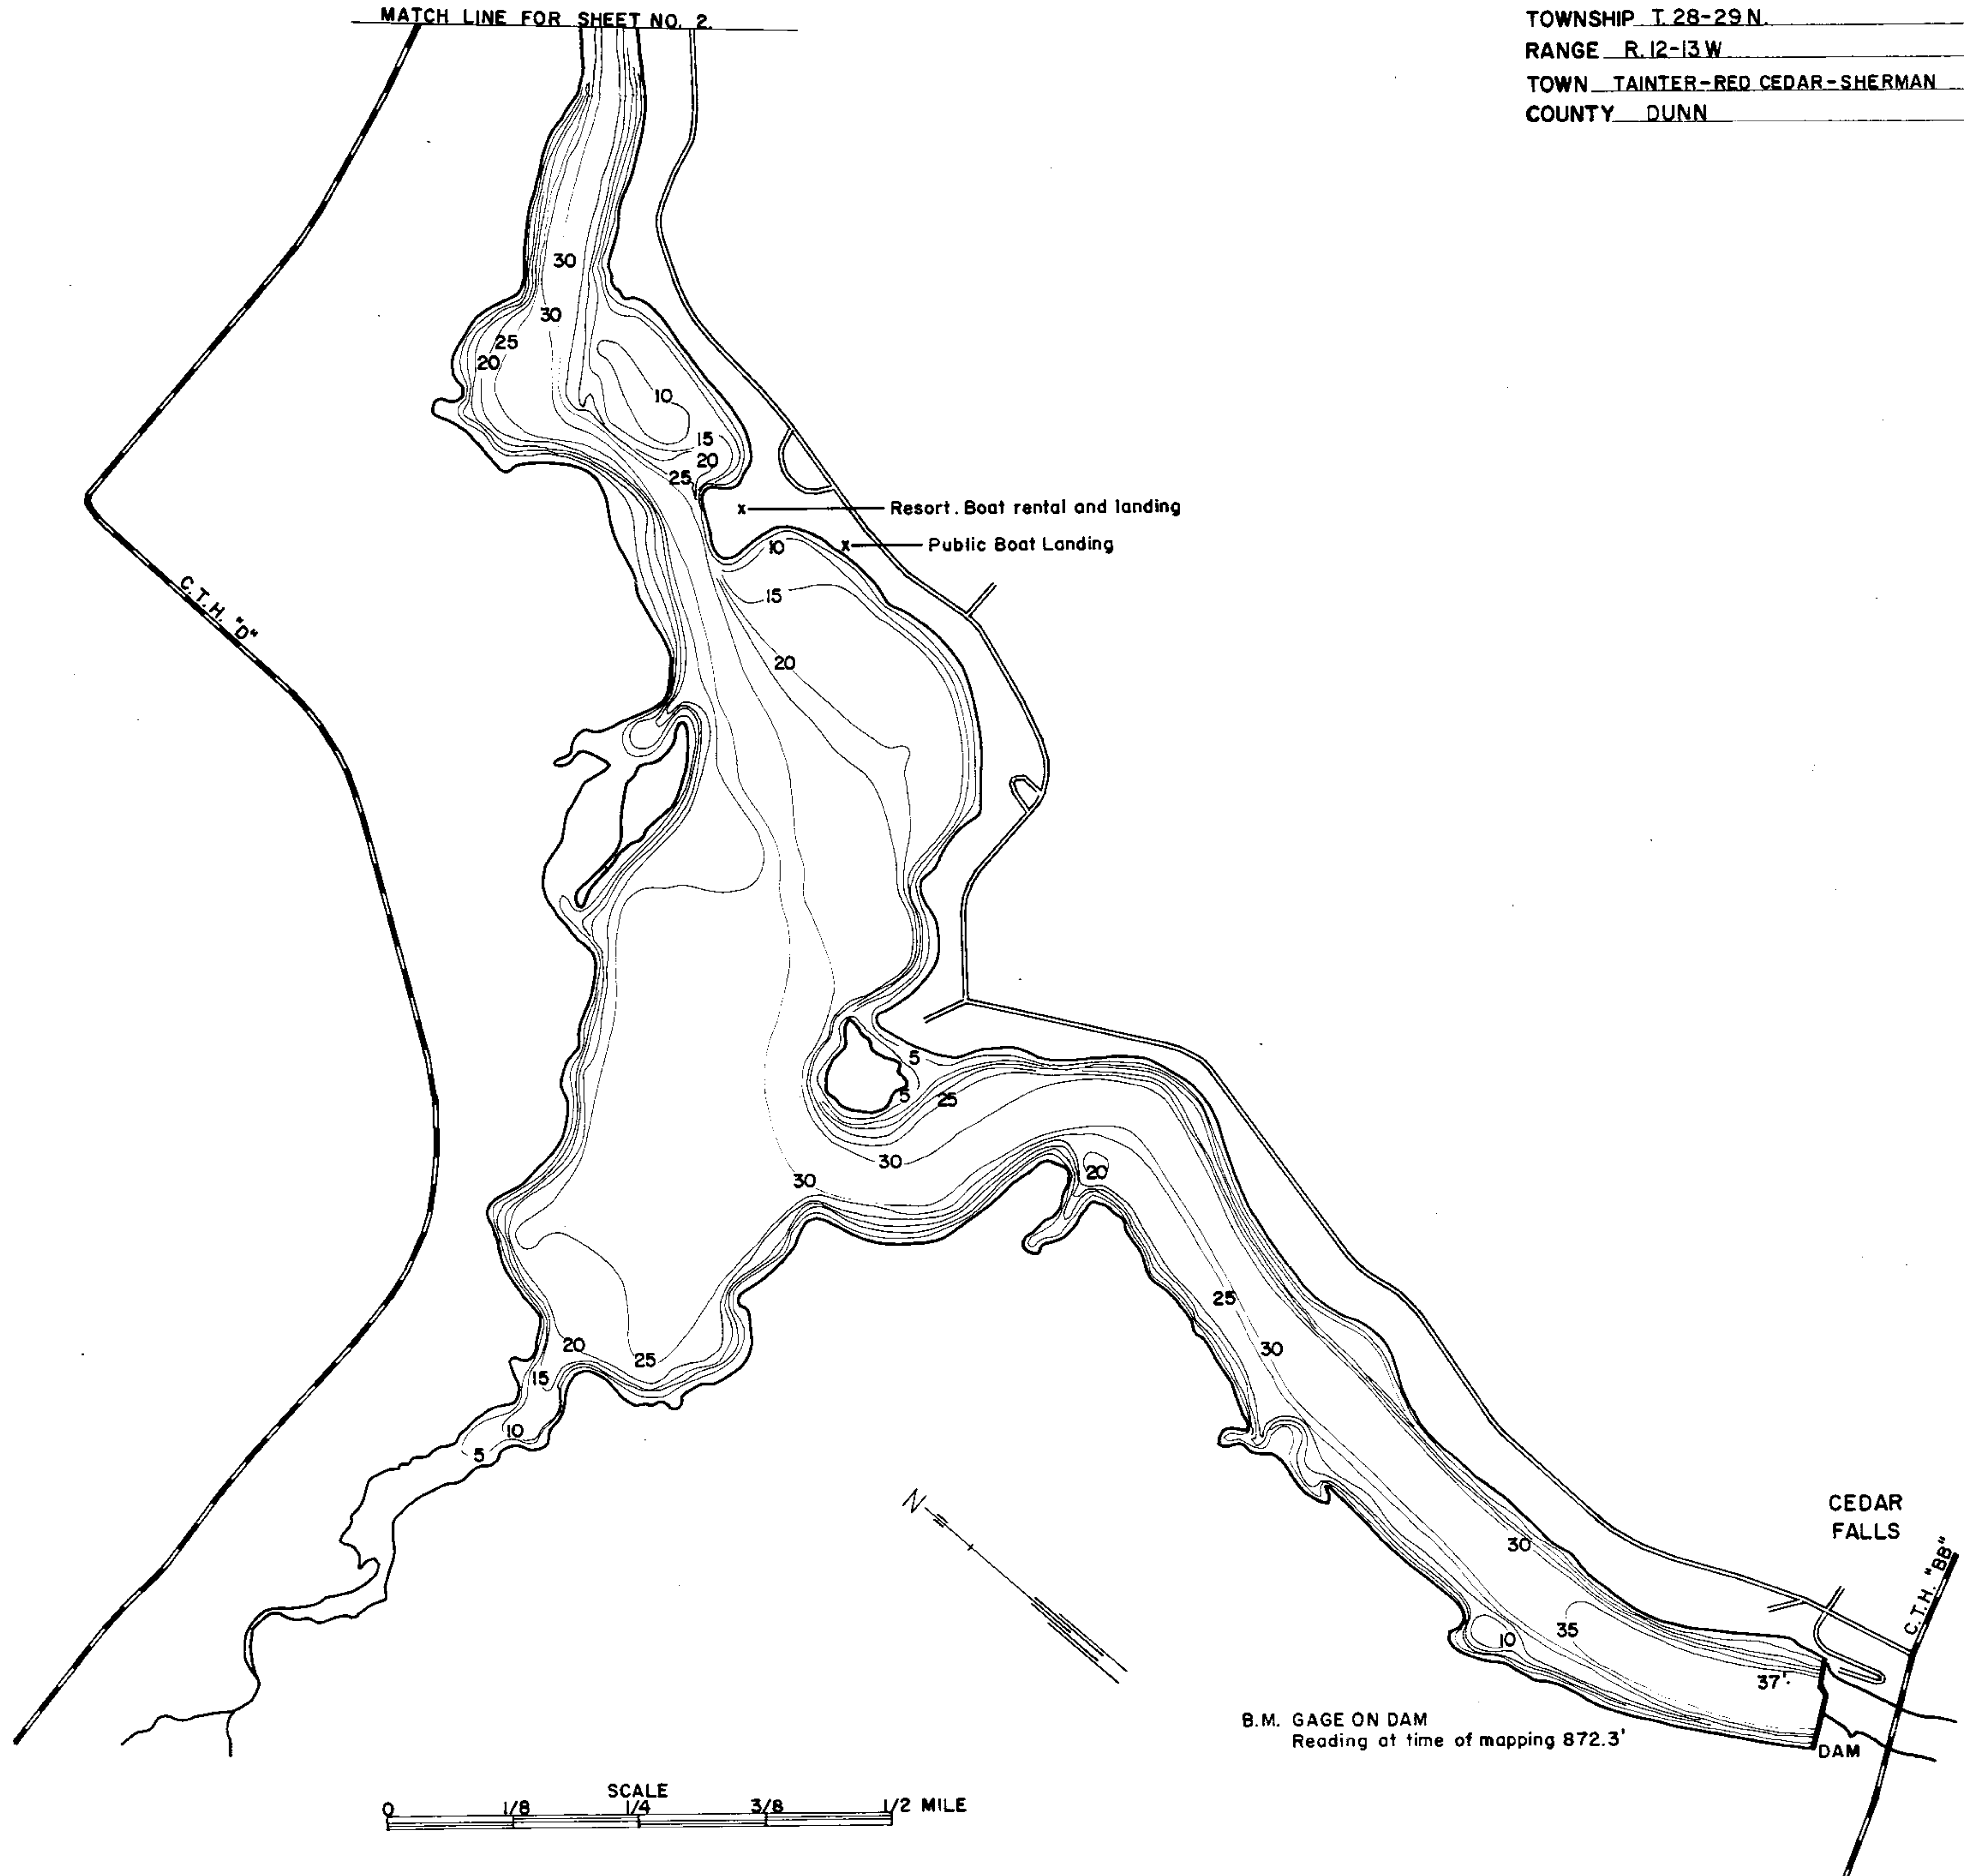 MATCH LINE FOR SHEET NO. 2.
TOWNSHIP T. 28-29 N.
RANGE R. 12-13 W
TOWN TAINTER-RED CEDAR-SHERMAN
COUNTY DUNN
30
30
25
20
10
15
20
25
x Resort. Boat rental and landing
x Public Boat Landing
10
15
C.T.H. "D"
20
5
5
25
30
20
30
25
30
20
25
15
10
5
N
CEDAR
FALLS
30
C.T.H. "BB"
35
10
37'
B.M. GAGE ON DAM
Reading at time of mapping 872.3'
DAM
SCALE
0 1/8 1/4 3/8 1/2 MILE